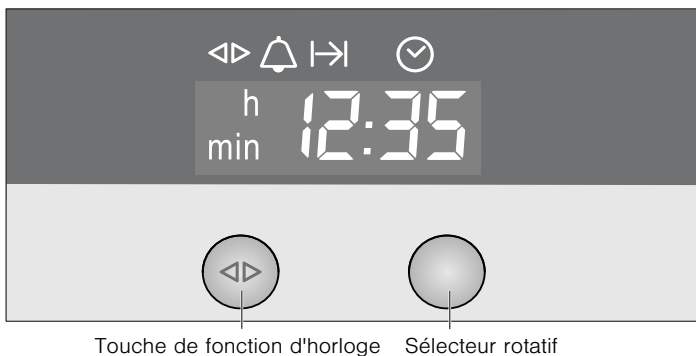 h
min
12:35
Touche de fonction d'horloge
Sélecteur rotatif